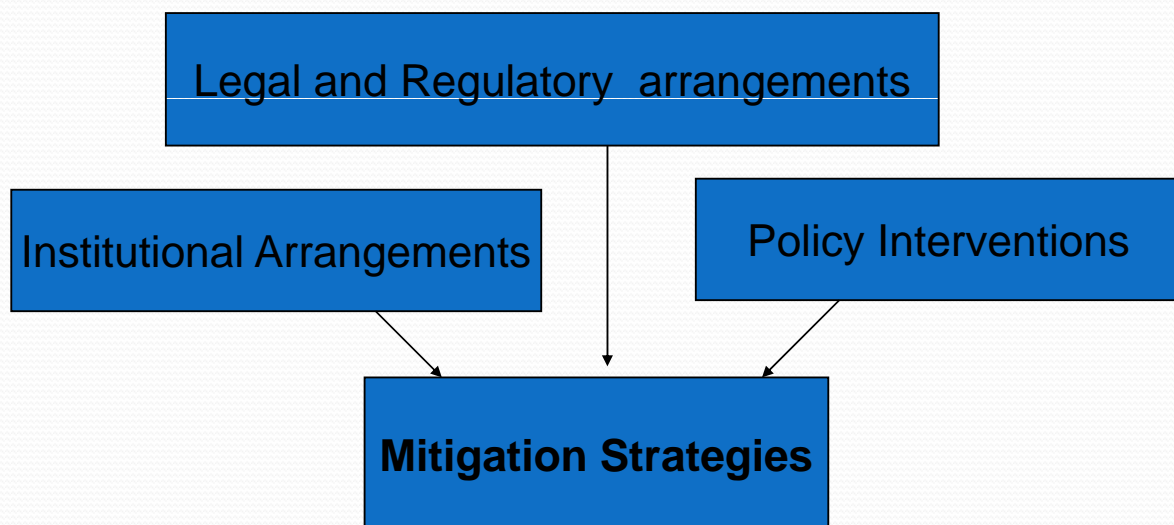 Legal and Regulatory  arrangements
Institutional Arrangements
Policy Interventions
Mitigation Strategies